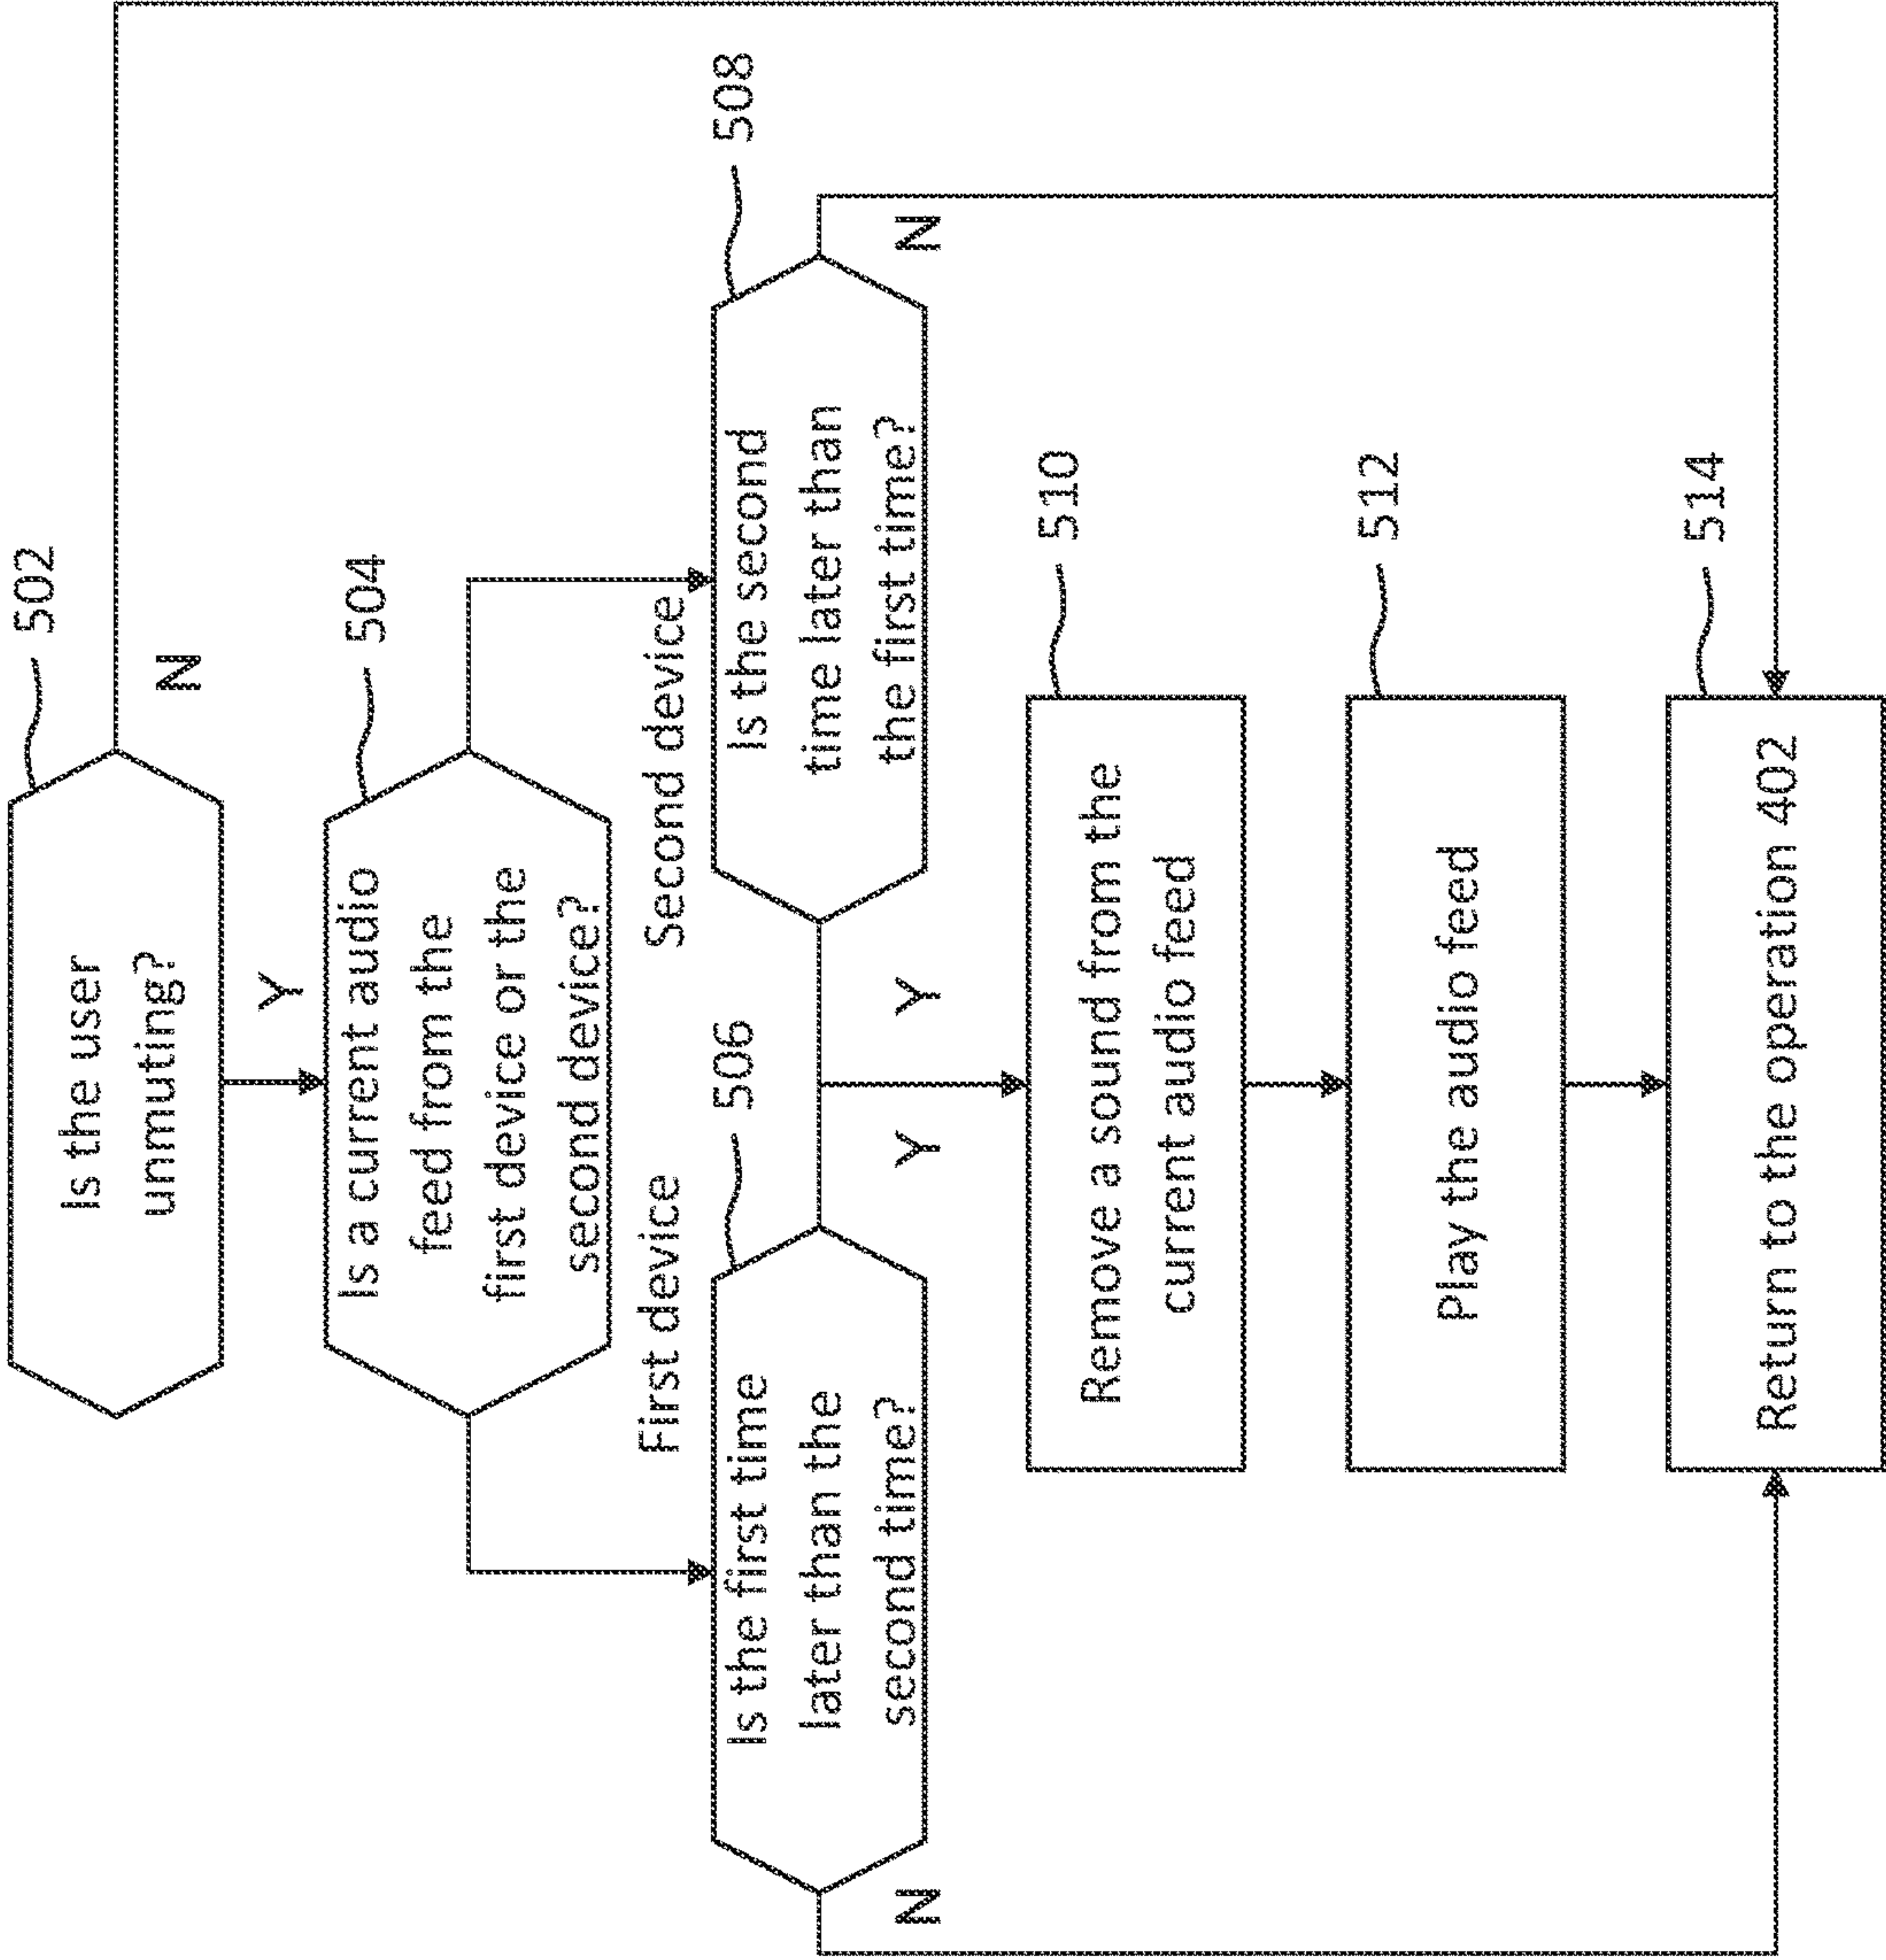 502
Is the user
unmuting?
N
Y
504
Is a current audio
feed from the
first device or the
second device?
First device
Second device
506
Is the first time
later than the
second time?
508
Is the second
time later than
the first time?
N
Y
Y
N
510
Remove a sound from the
current audio feed
512
Play the audio feed
514
Return to the operation 402